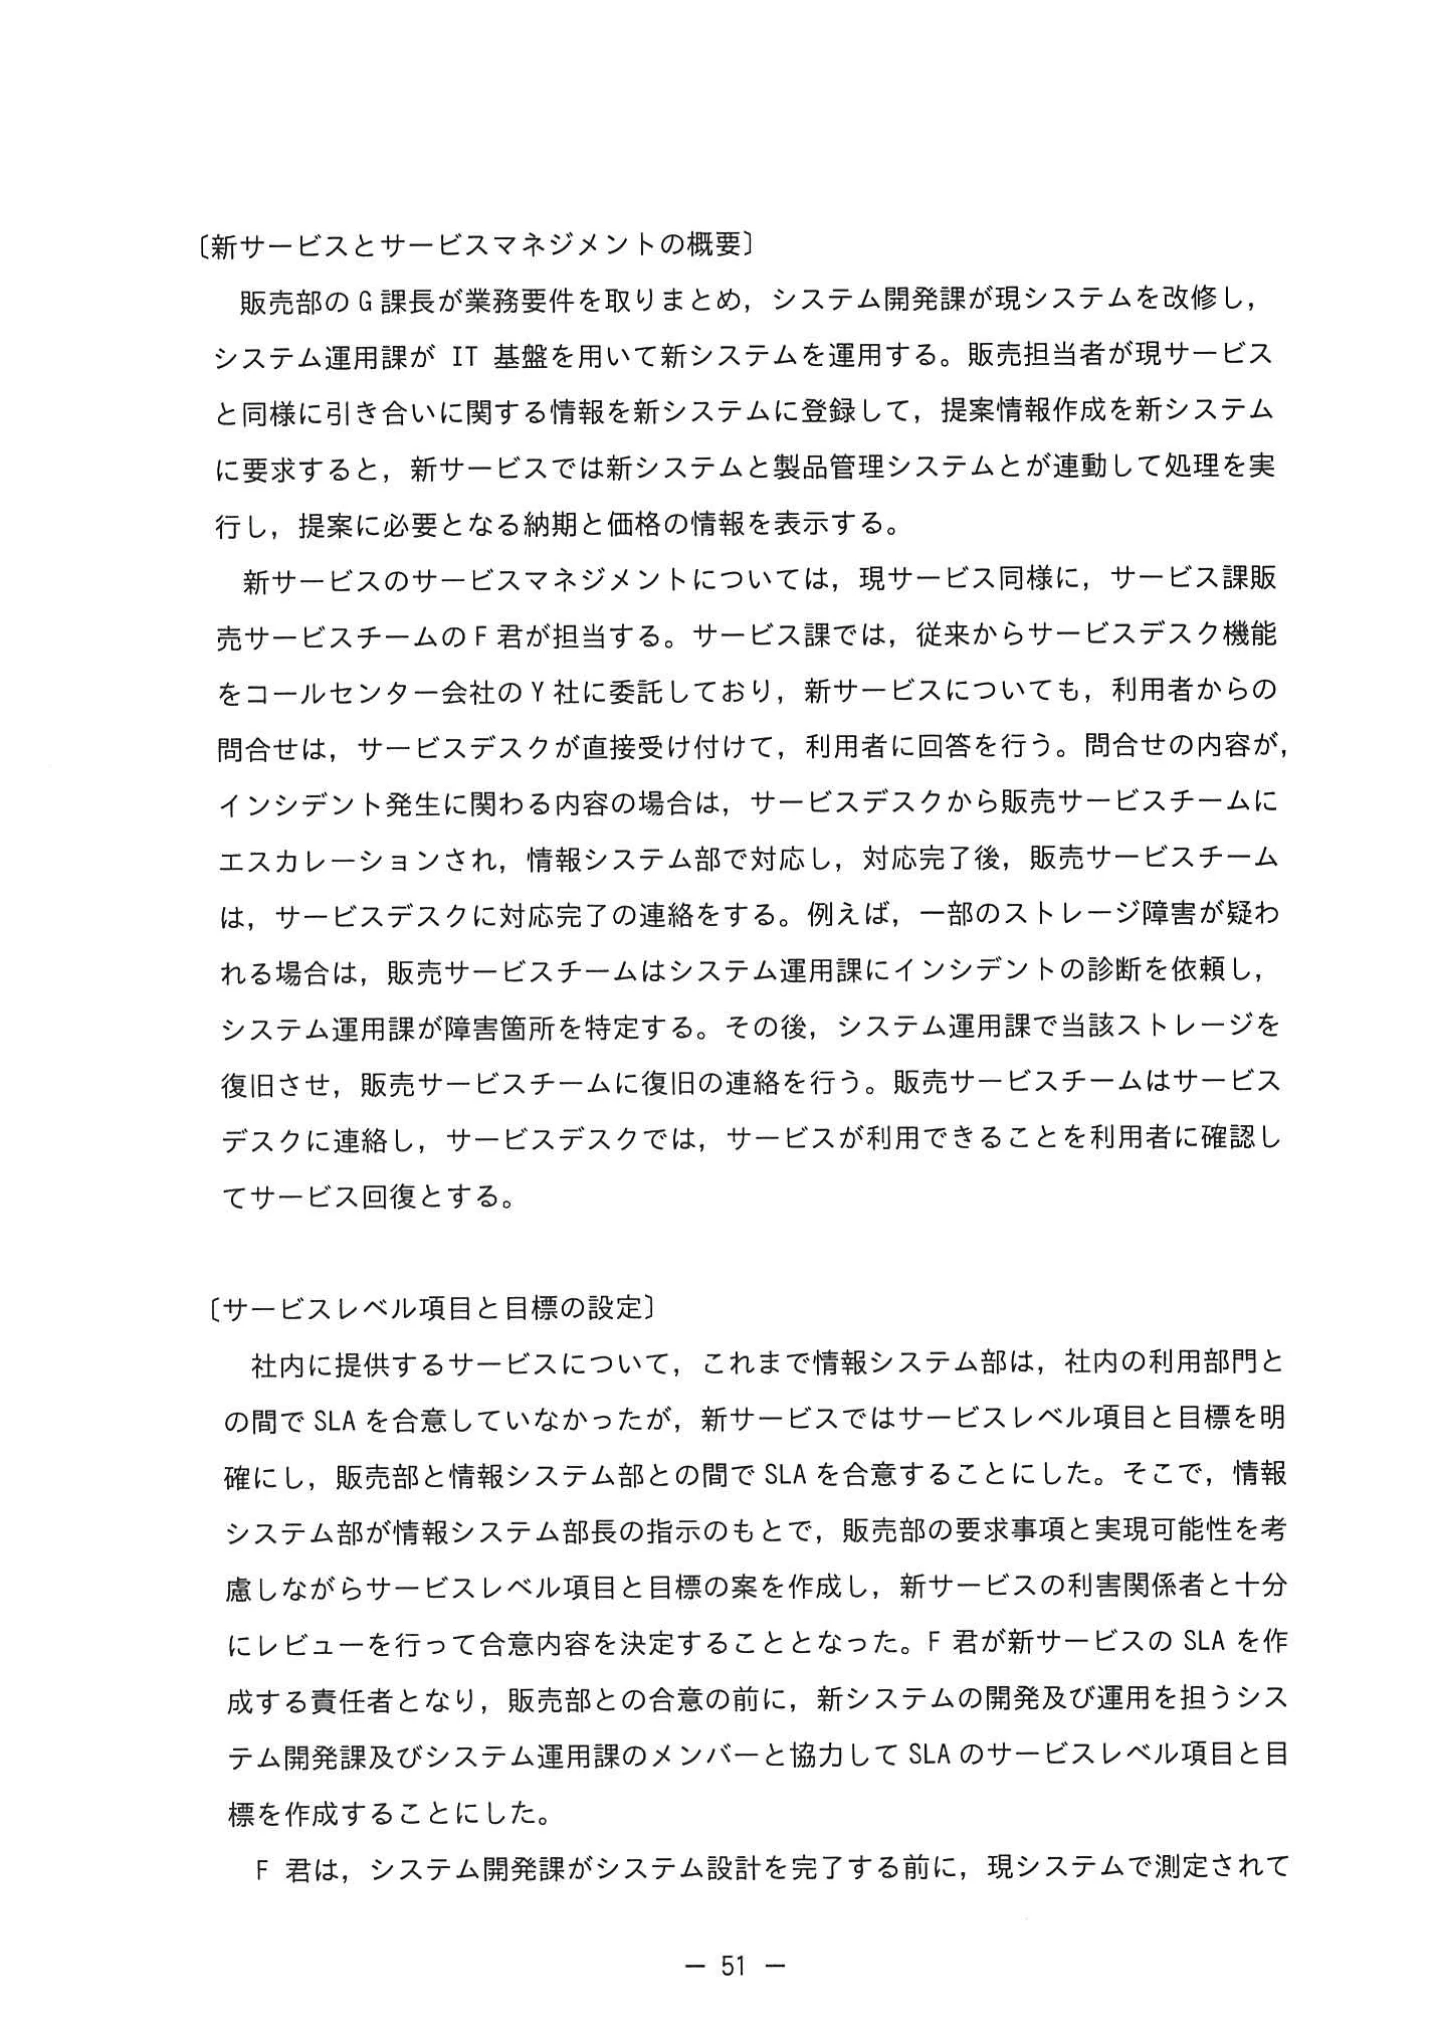 〔新サービスとサービスマネジメントの概要〕
販売部の G 課長が業務要件を取りまとめ，システム開発課が現システムを改修し，
システム運用課が IT 基盤を用いて新システムを運用する。販売担当者が現サービス
と同様に引き合いに関する情報を新システムに登録して，提案情報作成を新システム
に要求すると，新サービスでは新システムと製品管理システムとが連動して処理を実
行し，提案に必要となる納期と価格の情報を表示する。
新サービスのサービスマネジメントについては，現サービス同様に，サービス課販
売サービスチームの F 君が担当する。サービス課では，従来からサービスデスク機能
をコールセンター会社の Y 社に委託しており，新サービスについても，利用者からの
問合せは，サービスデスクが直接受け付けて，利用者に回答を行う。問合せの内容が，
インシデント発生に関わる内容の場合は，サービスデスクから販売サービスチームに
エスカレーションされ，情報システム部で対応し，対応完了後，販売サービスチーム
は，サービスデスクに対応完了の連絡をする。例えば，一部のストレージ障害が疑わ
れる場合は，販売サービスチームはシステム運用課にインシデントの診断を依頼し，
システム運用課が障害箇所を特定する。その後，システム運用課で当該ストレージを
復旧させ，販売サービスチームに復旧の連絡を行う。販売サービスチームはサービス
デスクに連絡し，サービスデスクでは，サービスが利用できることを利用者に確認し
てサービス回復とする。
〔サービスレベル項目と目標の設定〕
社内に提供するサービスについて，これまで情報システム部は，社内の利用部門と
の間で SLA を合意していなかったが，新サービスではサービスレベル項目と目標を明
確にし，販売部と情報システム部との間で SLA を合意することにした。そこで，情報
システム部が情報システム部長の指示のもとで，販売部の要求事項と実現可能性を考
慮しながらサービスレベル項目と目標の案を作成し，新サービスの利害関係者と十分
にレビューを行って合意内容を決定することとなった。F 君が新サービスの SLA を作
成する責任者となり，販売部との合意の前に，新システムの開発及び運用を担うシス
テム開発課及びシステム運用課のメンバーと協力して SLA のサービスレベル項目と目
標を作成することにした。
F 君は，システム開発課がシステム設計を完了する前に，現システムで測定されて
－ 51 －